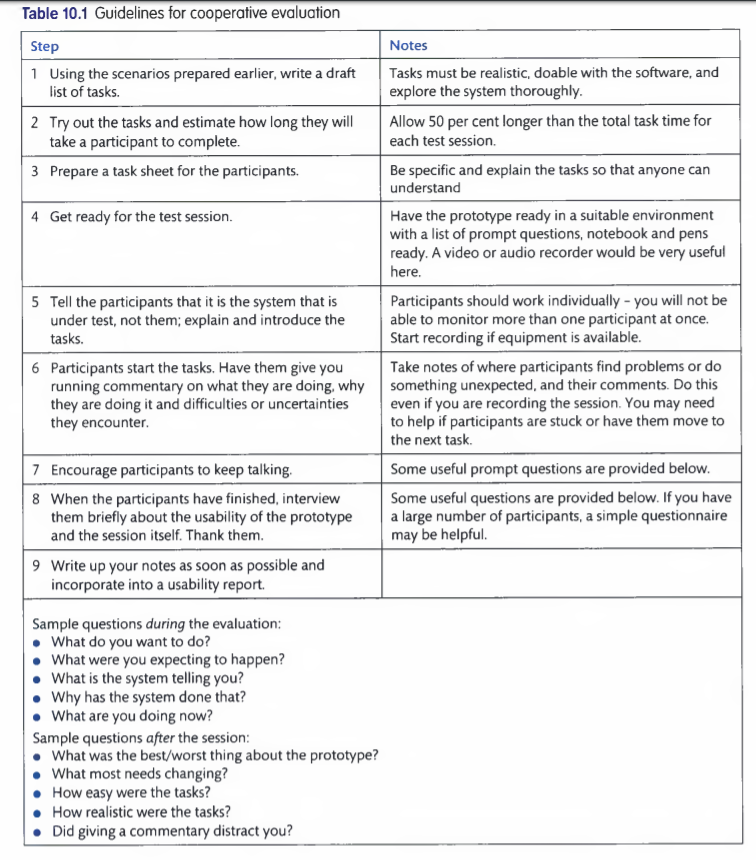 Table 10.1 Guidelines for cooperative evaluation
Step
Notes
1 Using the scenarios prepared earlier, write a draft
list of tasks.
Tasks must be realistic, doable with the software, and
explore the system thoroughly.
2 Try out the tasks and estimate how long they will
take a participant to complete.
Allow 50 per cent longer than the total task time for
each test session.
3 Prepare a task sheet for the participants.
Be specific and explain the tasks so that anyone can
understand
4 Get ready for the test session.
Have the prototype ready in a suitable environment
with a list of prompt questions, notebook and pens
ready. A video or audio recorder would be very useful
here.
5 Tell the participants that it is the system that is
under test, not them; explain and introduce the
tasks.
Participants should work individually – you will not be
able to monitor more than one participant at once.
Start recording if equipment is available.
6 Participants start the tasks. Have them give you
running commentary on what they are doing, why
they are doing it and difficulties or uncertainties
they encounter.
Take notes of where participants find problems or do
something unexpected, and their comments. Do this
even if you are recording the session. You may need
to help if participants are stuck or have them move to
the next task.
7 Encourage participants to keep talking.
Some useful prompt questions are provided below.
8 When the participants have finished, interview
them briefly about the usability of the prototype
and the session itself. Thank them.
Some useful questions are provided below. If you have
a large number of participants, a simple questionnaire
may be helpful.
9 Write up your notes as soon as possible and
incorporate into a usability report.
Sample questions during the evaluation:
• What do you want to do?
• What were you expecting to happen?
• What is the system telling you?
• Why has the system done that?
• What are you doing now?
Sample questions after the session:
• What was the best/worst thing about the prototype?
• What most needs changing?
• How easy were the tasks?
• How realistic were the tasks?
• Did giving a commentary distract you?